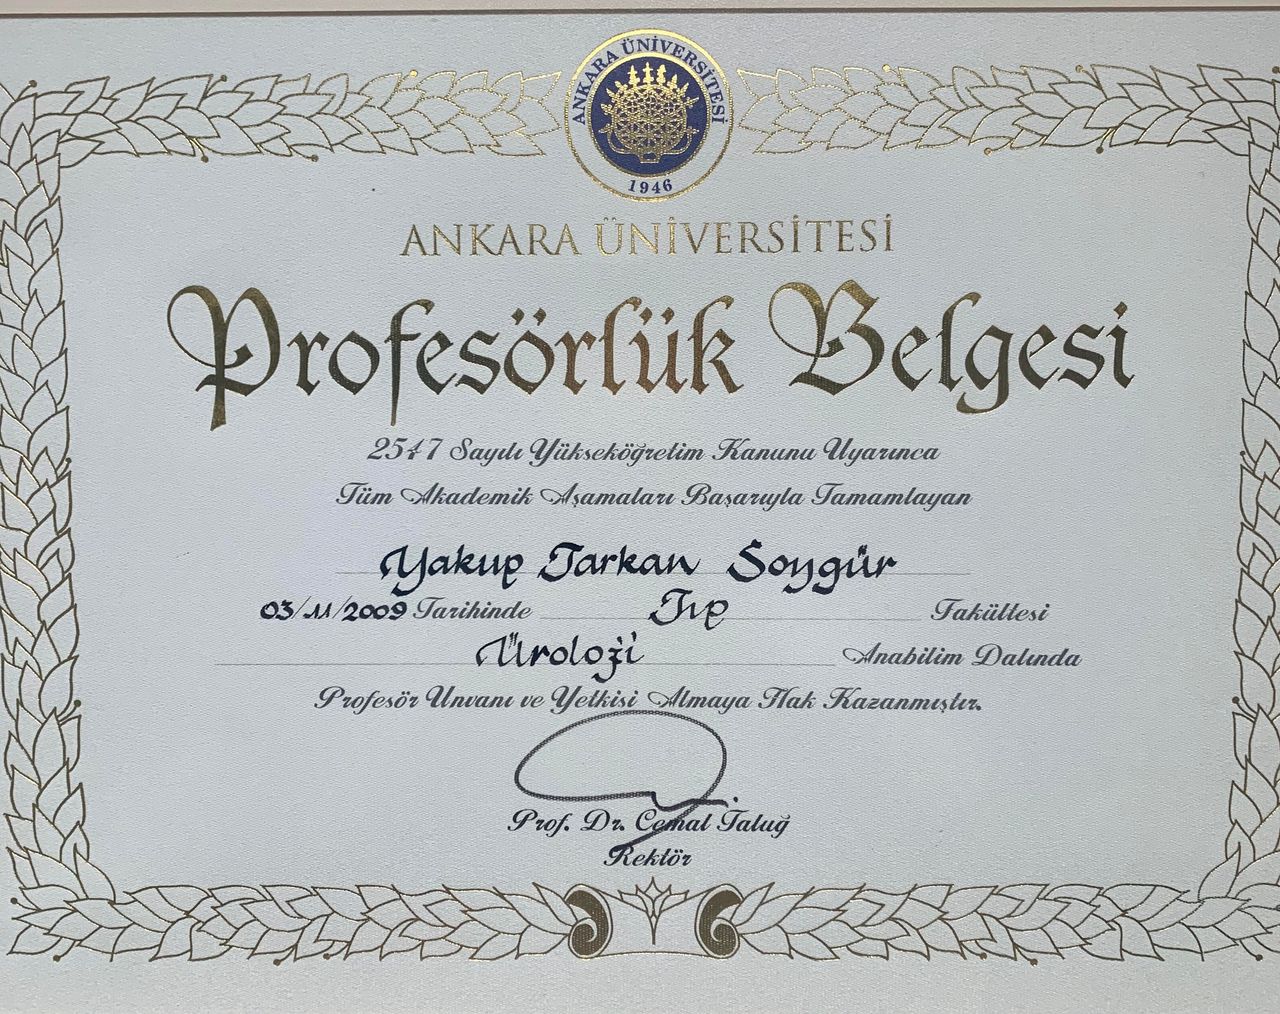 ANKARA ÜNİVERSİTESİ
1946
ANKARA ÜNİVERSİTESİ
Profesörlük Belgesi
2547 Sayılı Yükseköğretim Kanunu Uyarınca
Tüm Akademik Aşamaları Başarıyla Tamamlayan
Yakup Tarkan Soygür
03/11/2009 Tarihinde Tıp Fakültesi
Üroloji Anabilim Dalında
Profesör Unvanı ve Yetkisi Almaya Hak Kazanmıştır.
Prof. Dr. Cemal Taluğ
Rektör